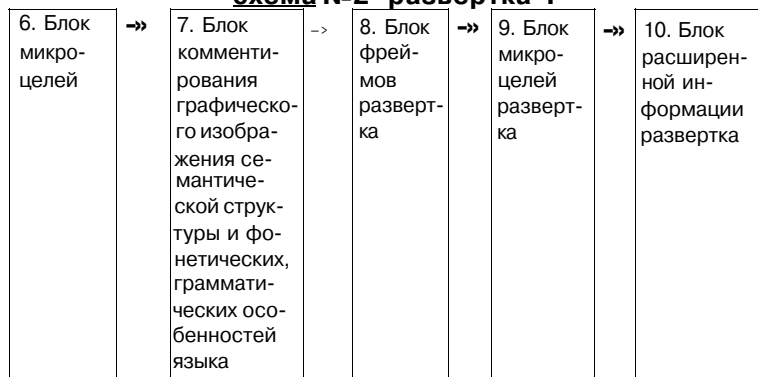 схема №2 развертка 1
6. Блок
микро-
целей
-»
7. Блок
комменти-
рования
графическо-
го изобра-
жения се-
мантиче-
ской струк-
туры и фо-
нетических,
граммати-
ческих осо-
бенностей
языка
->
8. Блок
фрей-
мов
разверт-
ка
-»
9. Блок
микро-
целей
разверт-
ка
-»
10. Блок
расширен-
ной ин-
формации
развертка